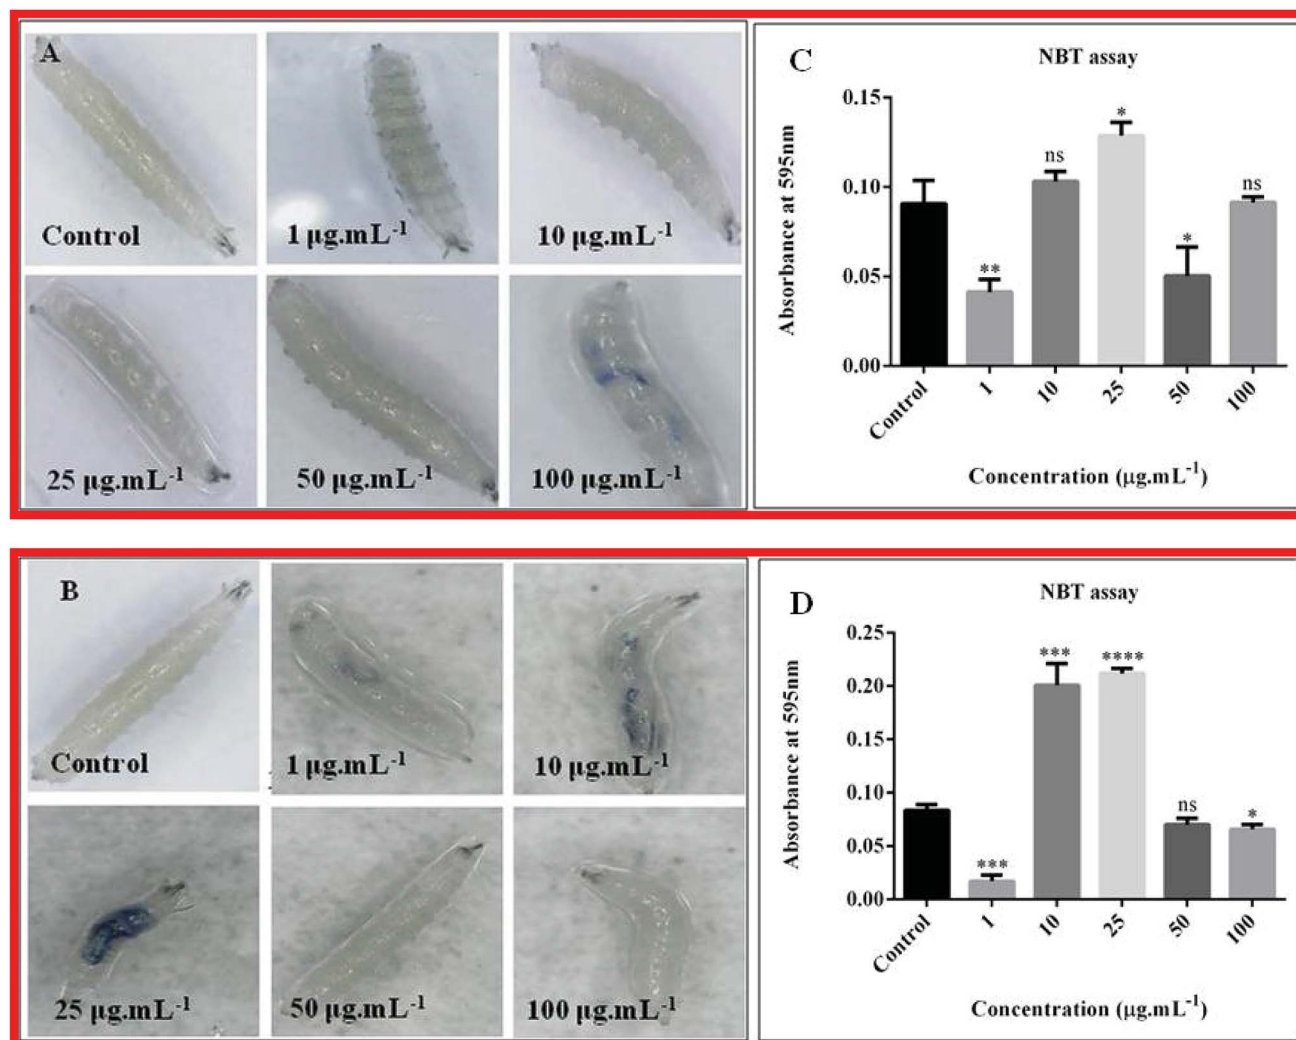 A
Control
1 µg.mL-1
10 µg.mL-1
25 µg.mL-1
50 µg.mL-1
100 µg.mL-1
C
NBT assay
Absorbance at 595nm
0.15
0.10
0.05
0.00
**
ns
*
*
ns
Control
1
10
25
50
100
Concentration (µg.mL-1)
B
Control
1 µg.mL-1
10 µg.mL-1
25 µg.mL-1
50 µg.mL-1
100 µg.mL-1
D
NBT assay
Absorbance at 595nm
0.25
0.20
0.15
0.10
0.05
0.00
***
***
****
ns
*
Control
1
10
25
50
100
Concentration (µg.mL-1)